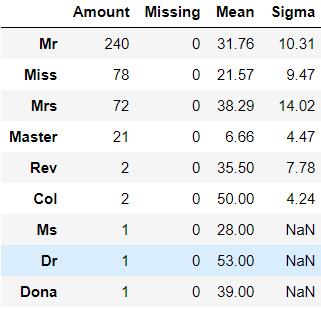 Amount Missing Mean Sigma
Mr 240 0 31.76 10.31
Miss 78 0 21.57 9.47
Mrs 72 0 38.29 14.02
Master 21 0 6.66 4.47
Rev 2 0 35.50 7.78
Col 2 0 50.00 4.24
Ms 1 0 28.00 NaN
Dr 1 0 53.00 NaN
Dona 1 0 39.00 NaN